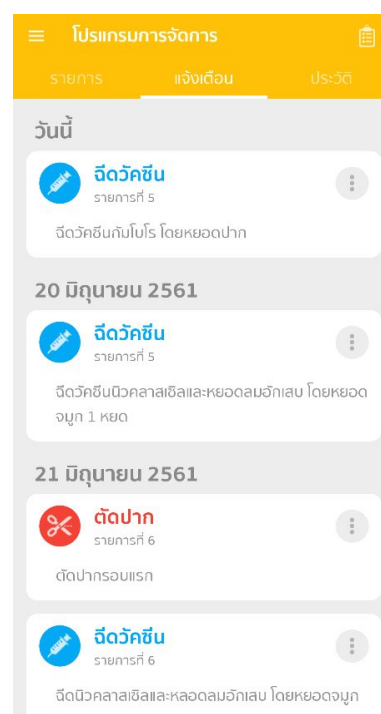 โปรแกรมการจัดการ
รายการ แจ้งเตือน ประวัติ
วันนี้
ฉีดวัคซีน
รายการที่ 5
ฉีดวัคซีนกัมโบโร โดยหยอดปาก
20 มิถุนายน 2561
ฉีดวัคซีน
รายการที่ 5
ฉีดวัคซีนนิวคลาสเซิลและหยอดลมอักเสบ โดยหยอด
จมูก 1 หยด
21 มิถุนายน 2561
ตัดปาก
รายการที่ 6
ตัดปากรอบแรก
ฉีดวัคซีน
รายการที่ 6
ฉีดนิวคลาสเซิลและหลอดลมอักเสบ โดยหยอดจมูก